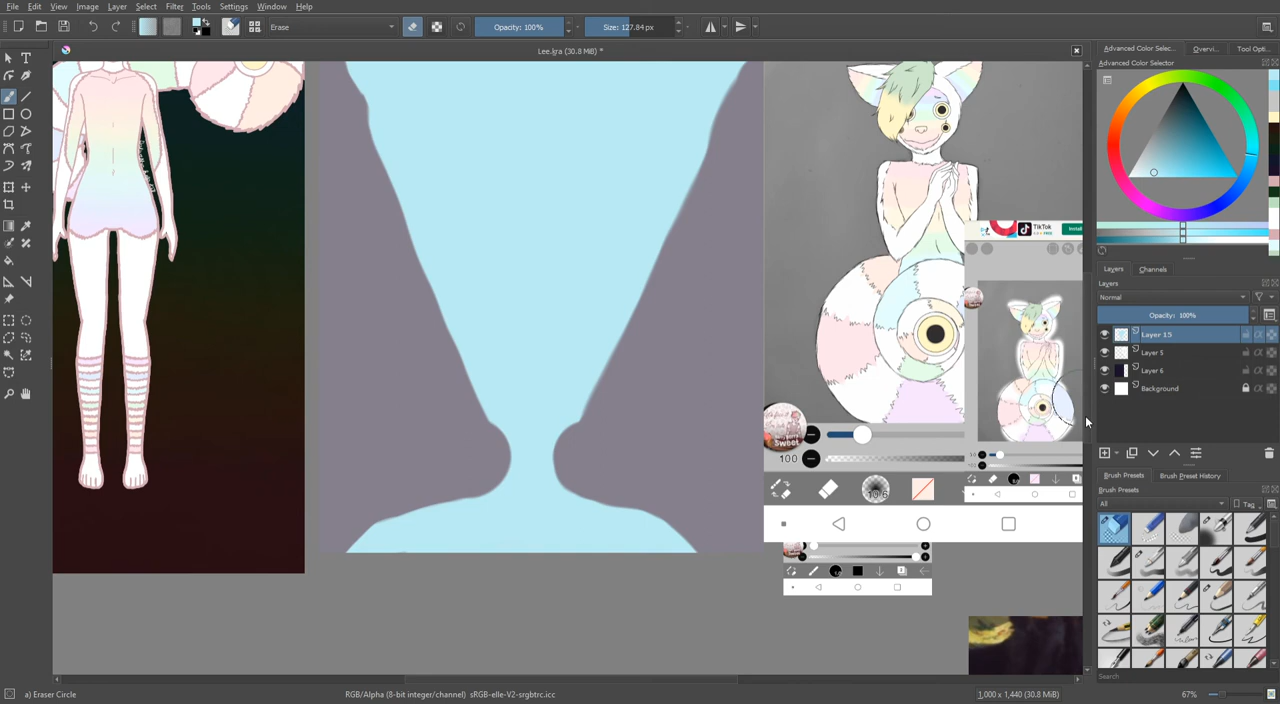 File Edit View Image Layer Select Filter Tools Settings Window Help
Erase Opacity: 100% Size: 127.84 px
Lee.kra (30.8 MiB) *
Advanced Color Selec... Overvi... Tool Opti...
Advanced Color Selector
TikTok
Install
Layers Channels
Layers
Normal
Opacity: 100%
Layer 15
Layer 5
Layer 6
Background
Sweet
100
10.6
Brush Presets Brush Preset History
Brush Presets
All Tag
Search
a) Eraser Circle RGB/Alpha (8-bit integer/channel) sRGB-elle-V2-srgbtrc.icc 1,000 x 1,440 (30.8 MiB) 67%